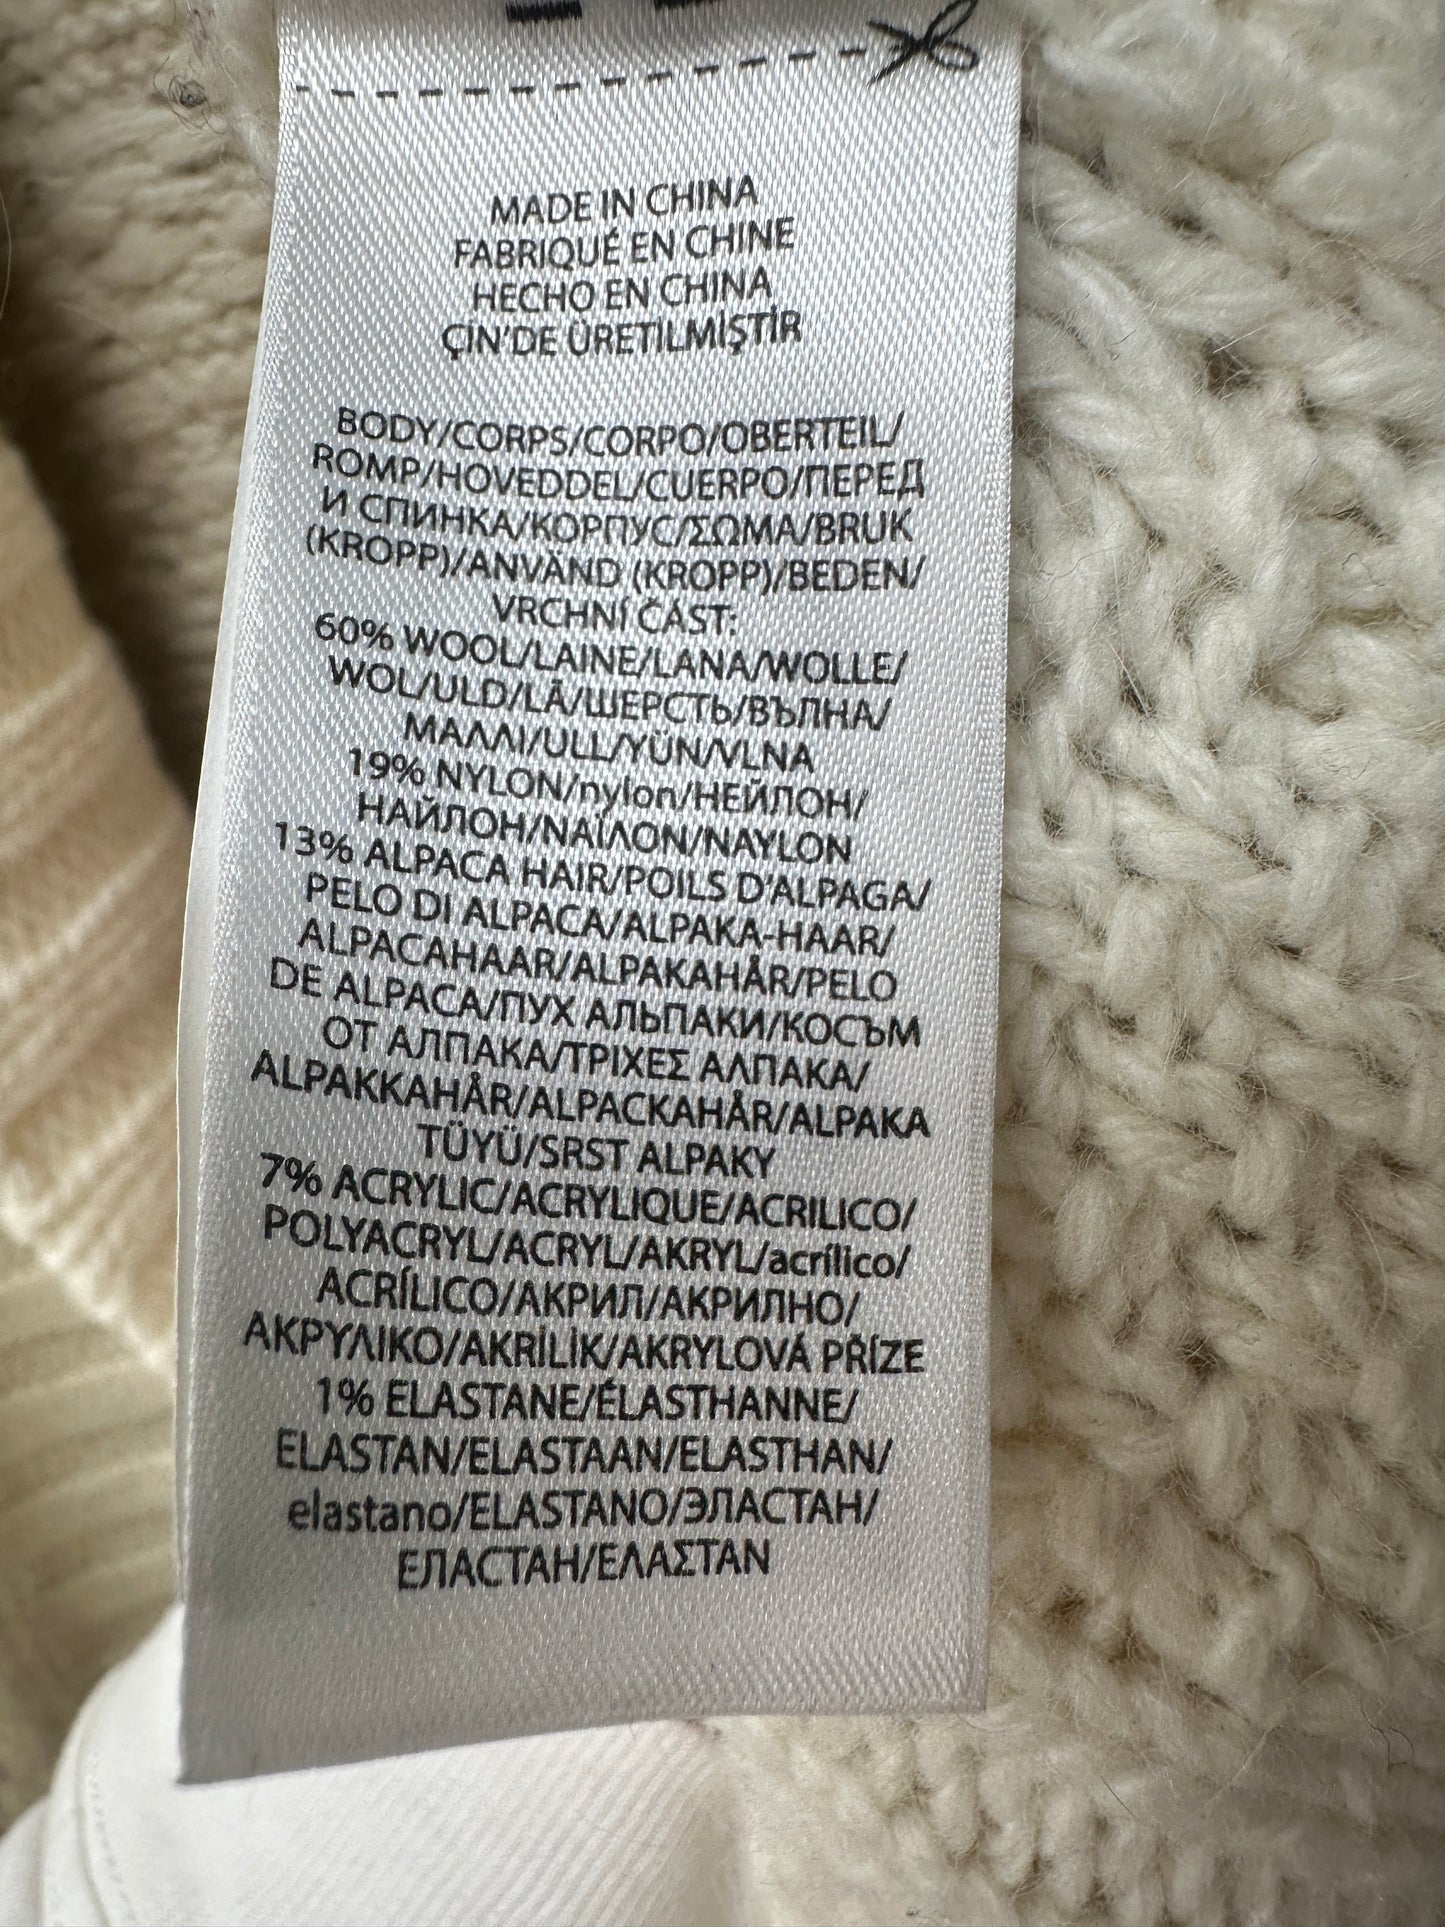 MADE IN CHINA
FABRIQUÉ EN CHINE
HECHO EN CHINA
ÇİN'DE ÜRETİLMİŞTİR
BODY/CORPS/CORPO/OBERTEIL/
ROMP/HOVEDDEL/CUERPO/ПЕРЕД
И СПИНКА/КОРПУС/ΣΩΜΑ/BRUK
(KROPP)/ANVÄND (KROPP)/BEDEN/
VRCHNÍ ČÁST:
60% WOOL/LAINE/LANA/WOLLE/
WOL/ULD/LÃ/ШЕРСТЬ/ВЪЛНА/
ΜΑΛΛΙ/ULL/YÜN/VLNA
19% NYLON/nylon/НЕЙЛОН/
НАЙЛОН/ΝΑΪΛΟΝ/NAYLON
13% ALPACA HAIR/POILS D'ALPAGA/
PELO DI ALPACA/ALPAKA-HAAR/
ALPACAHAAR/ALPAKAHÅR/PELO
DE ALPACA/ПУХ АЛЬПАКИ/КОСЪМ
ОТ АЛПАКА/ΤΡΙΧΕΣ ΑΛΠΑΚΑ/
ALPAKKAHÅR/ALPACKAHÅR/ALPAKA
TÜYÜ/SRST ALPAKY
7% ACRYLIC/ACRYLIQUE/ACRILICO/
POLYACRYL/ACRYL/AKRYL/acrílico/
ACRÍLICO/АКРИЛ/АКРИЛНО/
ΑΚΡΥΛΙΚΟ/AKRİLİK/AKRYLOVÁ PŘÍZE
1% ELASTANE/ÉLASTHANNE/
ELASTAN/ELASTAAN/ELASTHAN/
elastano/ELASTANO/ЭЛАСТАН/
ЕЛАСТАН/ΕΛΑΣΤΑΝ